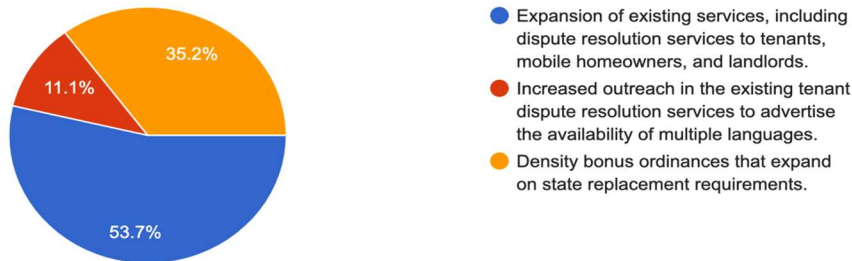 35.2%
11.1%
53.7%
Expansion of existing services, including
dispute resolution services to tenants,
mobile homeowners, and landlords.
Increased outreach in the existing tenant
dispute resolution services to advertise
the availability of multiple languages.
Density bonus ordinances that expand
on state replacement requirements.